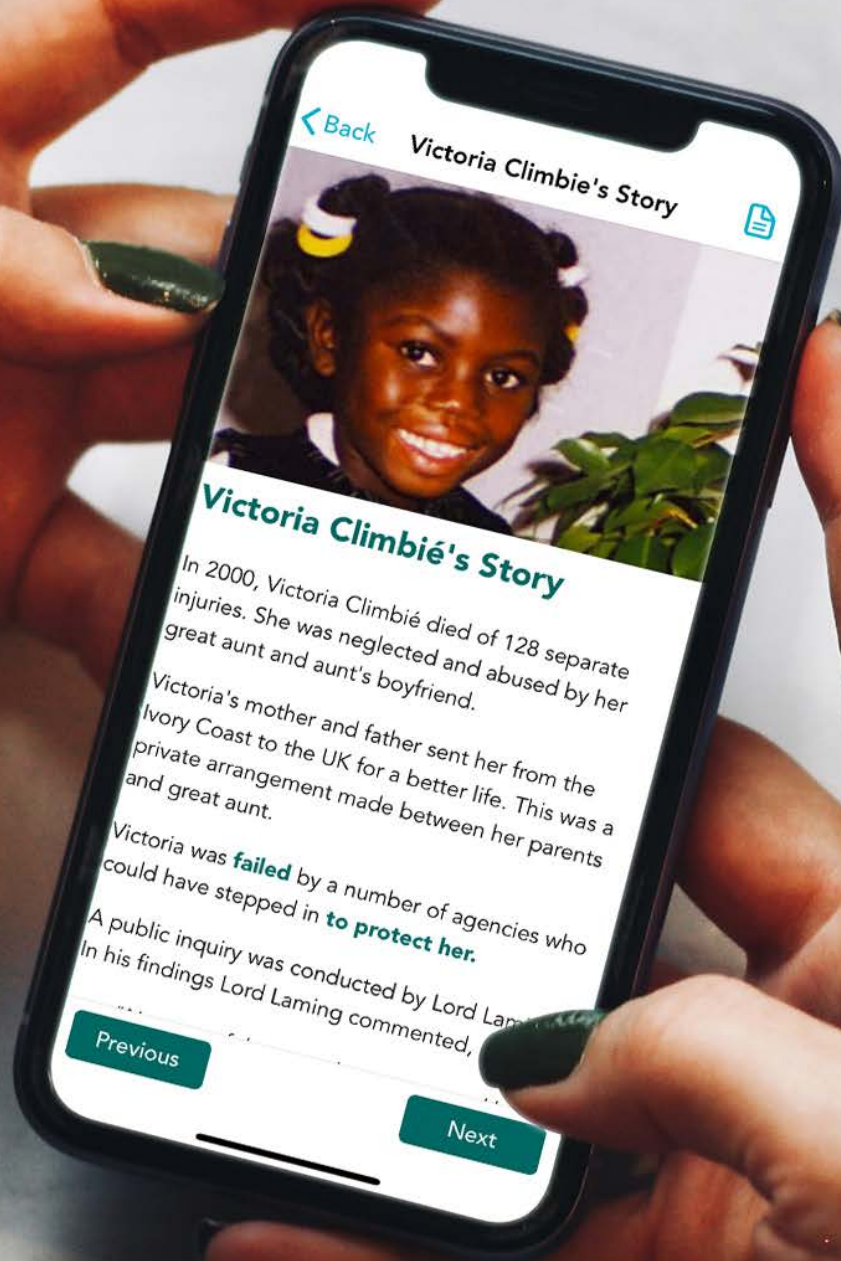 Back
Victoria Climbie's Story
Victoria Climbié's Story
In 2000, Victoria Climbié died of 128 separate
injuries. She was neglected and abused by her
great aunt and aunt's boyfriend.
Victoria's mother and father sent her from the
Ivory Coast to the UK for a better life. This was a
private arrangement made between her parents
and great aunt.
Victoria was failed by a number of agencies who
could have stepped in to protect her.
A public inquiry was conducted by Lord
In his findings Lord Laming commented,
Previous
Next